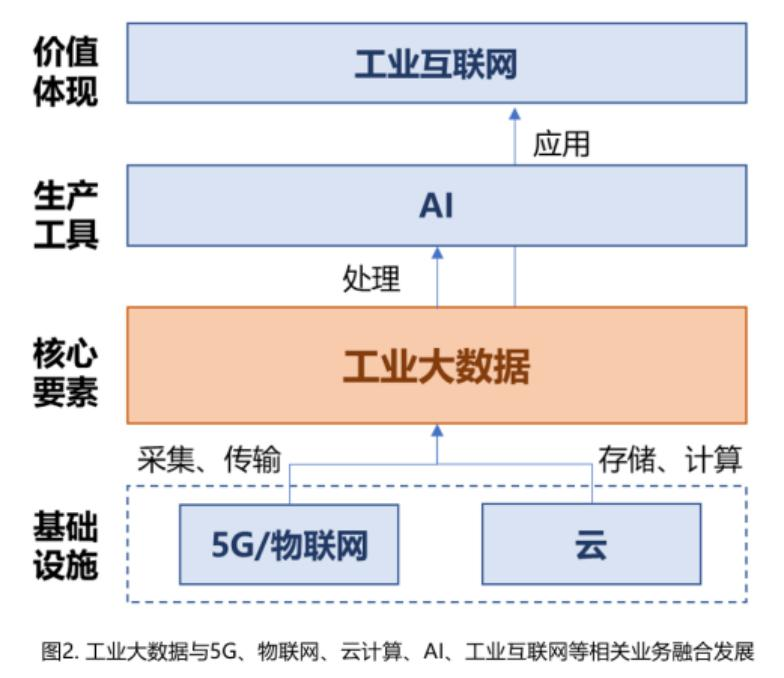 价值
体现
工业互联网
应用
生产
工具
AI
处理
核心
要素
工业大数据
采集、传输
存储、计算
基础
设施
5G/物联网
云
图2. 工业大数据与5G、物联网、云计算、AI、工业互联网等相关业务融合发展